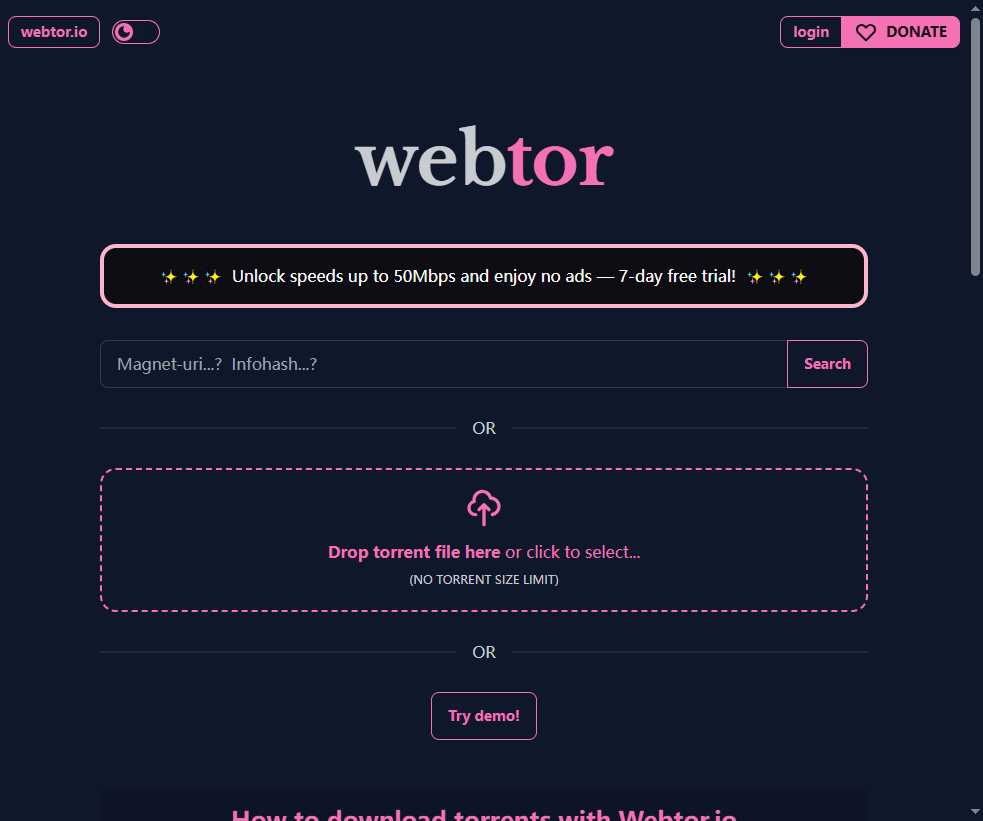 webtor.io
login
DONATE
webtor
✨✨✨ Unlock speeds up to 50Mbps and enjoy no ads — 7-day free trial! ✨✨✨
Magnet-uri...? Infohash...?
Search
OR
Drop torrent file here or click to select...
(NO TORRENT SIZE LIMIT)
OR
Try demo!
How to download torrents with Webtor.io